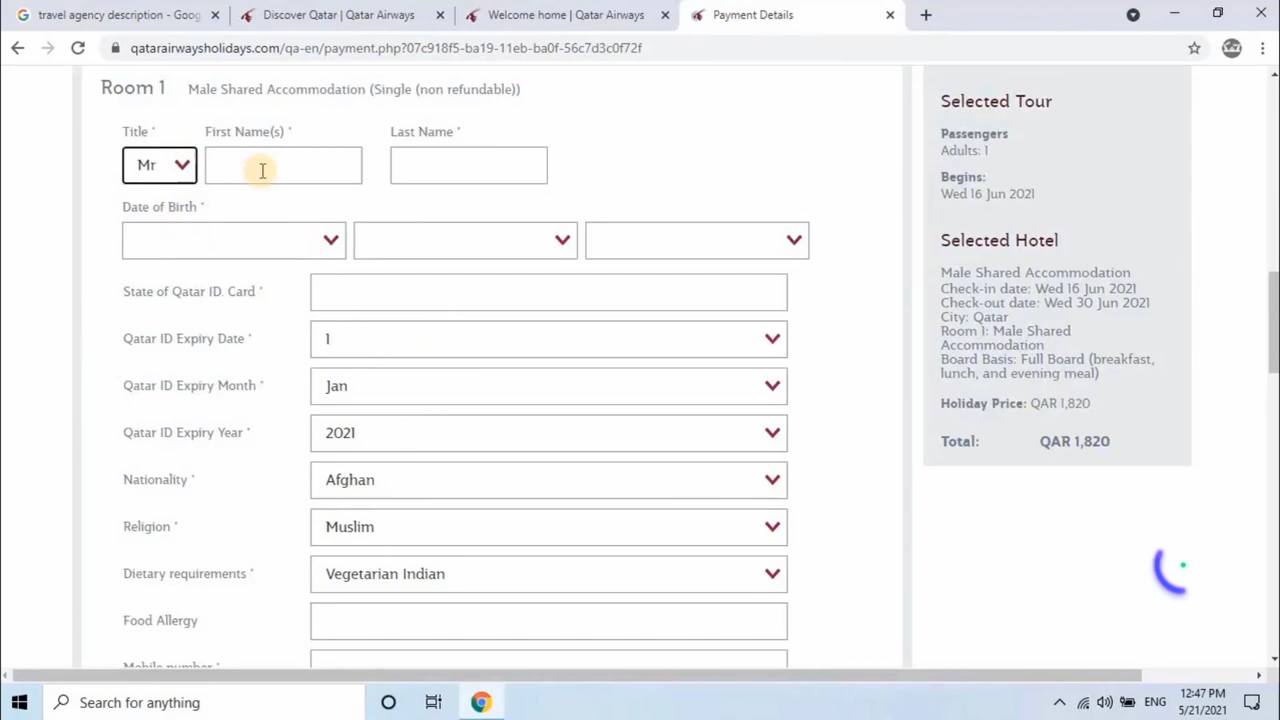 travel agency description - Goog
Discover Qatar | Qatar Airways
Welcome home | Qatar Airways
Payment Details
qatarairwaysholidays.com/qa-en/payment.php?07c918f5-ba19-11eb-ba0f-56c7d3c0f72f
Room 1 Male Shared Accommodation (Single (non refundable))
Title * First Name(s) * Last Name *
Mr
Date of Birth *
State of Qatar ID. Card *
Qatar ID Expiry Date * 1
Qatar ID Expiry Month * Jan
Qatar ID Expiry Year * 2021
Nationality * Afghan
Religion * Muslim
Dietary requirements * Vegetarian Indian
Food Allergy
Mobile number *
Selected Tour
Passengers
Adults: 1
Begins:
Wed 16 Jun 2021
Selected Hotel
Male Shared Accommodation
Check-in date: Wed 16 Jun 2021
Check-out date: Wed 30 Jun 2021
City: Qatar
Room 1: Male Shared
Accommodation
Board Basis: Full Board (breakfast,
lunch, and evening meal)
Holiday Price: QAR 1,820
Total: QAR 1,820
Search for anything
ENG
12:47 PM
5/21/2021